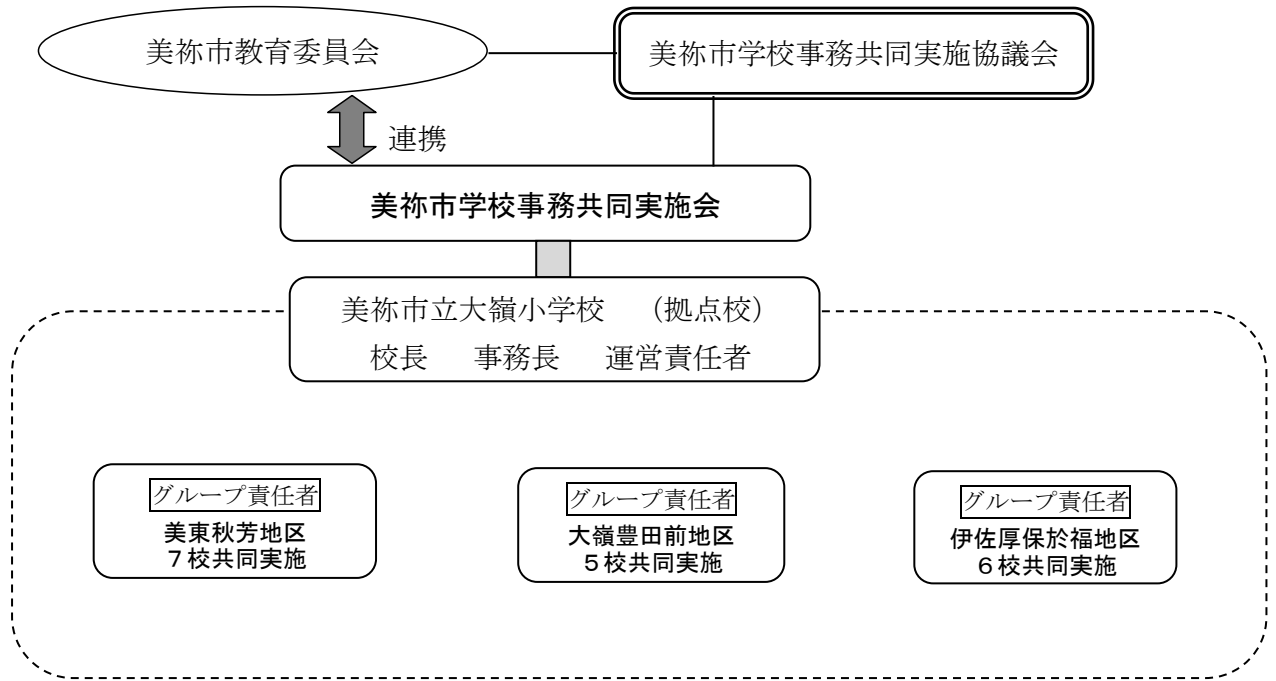 美祢市教育委員会
美祢市学校事務共同実施協議会
連携
美祢市学校事務共同実施会
美祢市立大嶺小学校　（拠点校）
校長　事務長　運営責任者
グループ責任者
美東秋芳地区
７校共同実施
グループ責任者
大嶺豊田前地区
５校共同実施
グループ責任者
伊佐厚保於福地区
６校共同実施